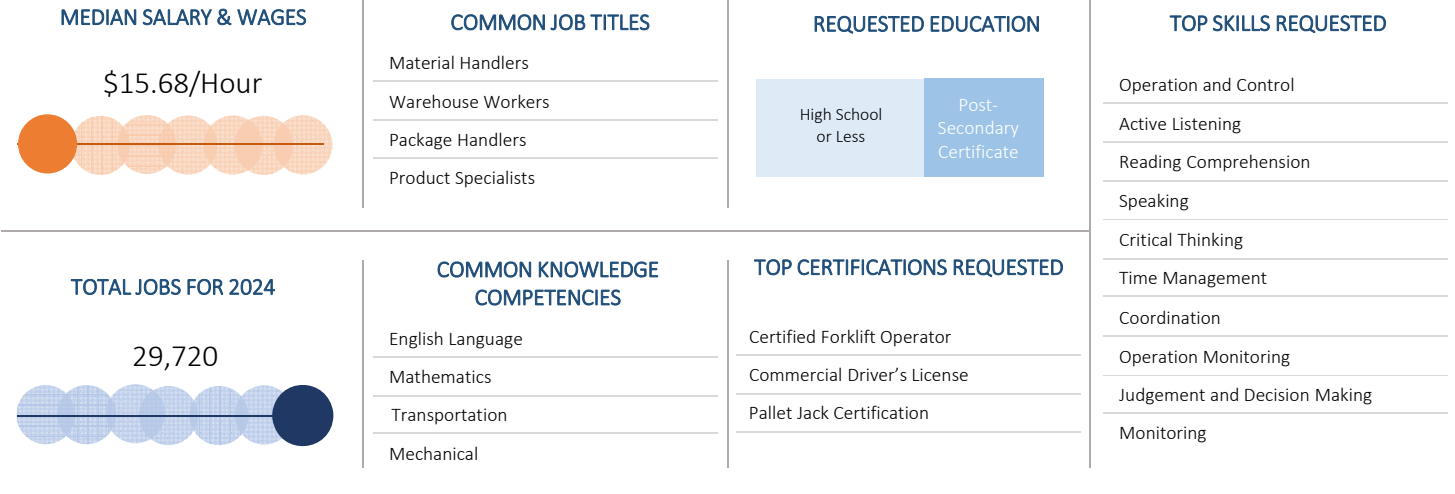 MEDIAN SALARY & WAGES
$15.68/Hour
COMMON JOB TITLES
Material Handlers
Warehouse Workers
Package Handlers
Product Specialists
REQUESTED EDUCATION
High School
or Less
Post-
Secondary
Certificate
TOP SKILLS REQUESTED
Operation and Control
Active Listening
Reading Comprehension
Speaking
Critical Thinking
Time Management
Coordination
Operation Monitoring
Judgement and Decision Making
Monitoring
TOTAL JOBS FOR 2024
29,720
COMMON KNOWLEDGE
COMPETENCIES
English Language
Mathematics
Transportation
Mechanical
TOP CERTIFICATIONS REQUESTED
Certified Forklift Operator
Commercial Driver’s License
Pallet Jack Certification